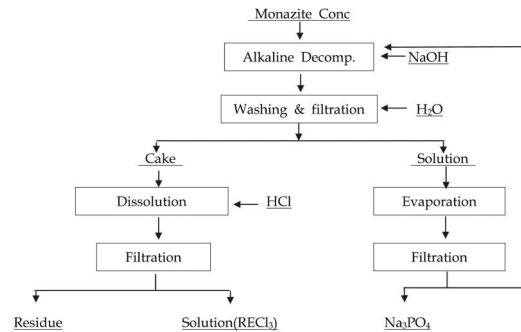 Monazite Conc
Alkaline Decomp.
NaOH
Washing & filtration
H₂O
Cake
Solution
Dissolution
HCl
Evaporation
Filtration
Filtration
Residue
Solution(RECl₃)
Na₃PO₄